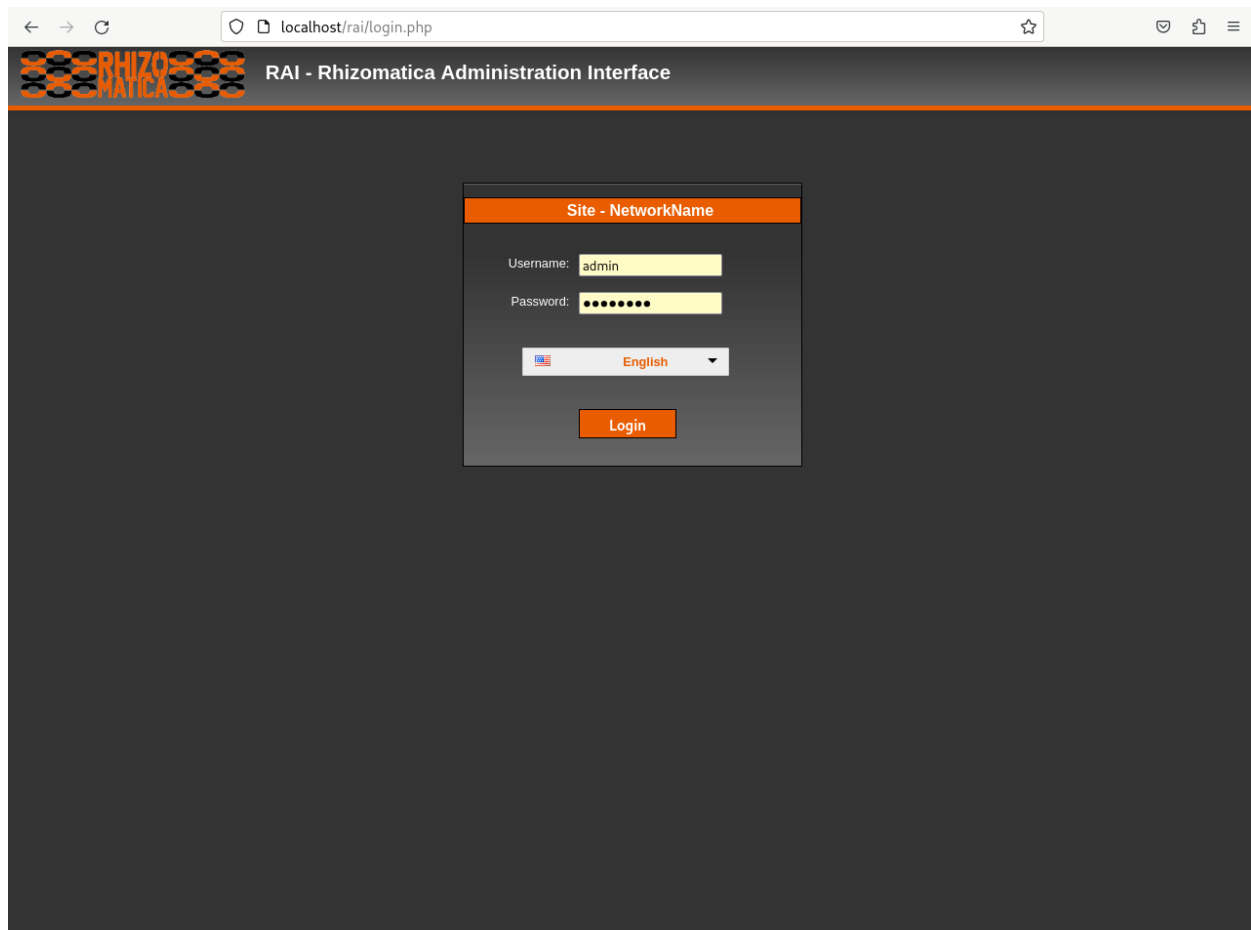 localhost/rai/login.php
RHIZO
MATICA
RAI - Rhizomatica Administration Interface
Site - NetworkName
Username: admin
Password: ●●●●●●●●
English
Login